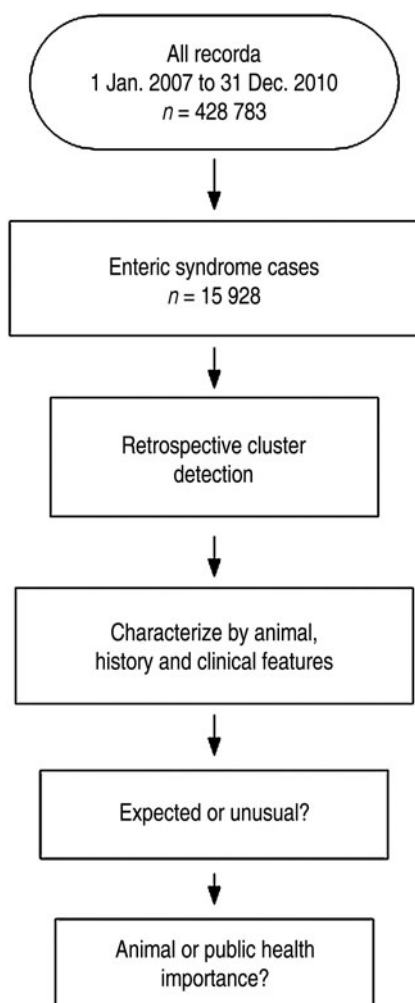 All recorda
1 Jan. 2007 to 31 Dec. 2010
n = 428 783
Enteric syndrome cases
n = 15 928
Retrospective cluster
detection
Characterize by animal,
history and clinical features
Expected or unusual?
Animal or public health
importance?